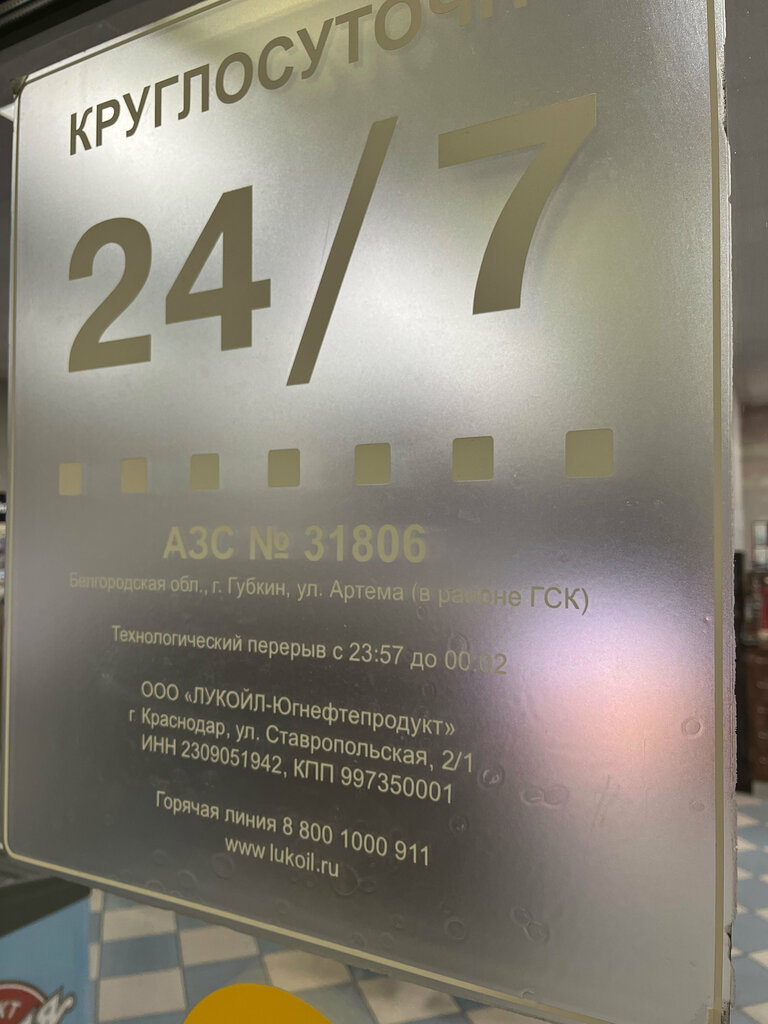 КРУГЛОСУТОЧН
24/7
АЗС № 31806
Белгородская обл., г. Губкин, ул. Артема (в районе ГСК)
Технологический перерыв с 23:57 до 00:02
ООО «ЛУКОЙЛ-Югнефтепродукт»
г. Краснодар, ул. Ставропольская, 2/1
ИНН 2309051942, КПП 997350001
Горячая линия 8 800 1000 911
www.lukoil.ru